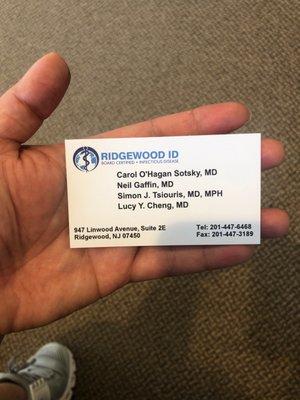 RIDGEWOOD ID
BOARD CERTIFIED • INFECTIOUS DISEASE
Carol O'Hagan Sotsky, MD
Neil Gaffin, MD
Simon J. Tsiouris, MD, MPH
Lucy Y. Cheng, MD
947 Linwood Avenue, Suite 2E
Ridgewood, NJ 07450
Tel: 201-447-6468
Fax: 201-447-3189